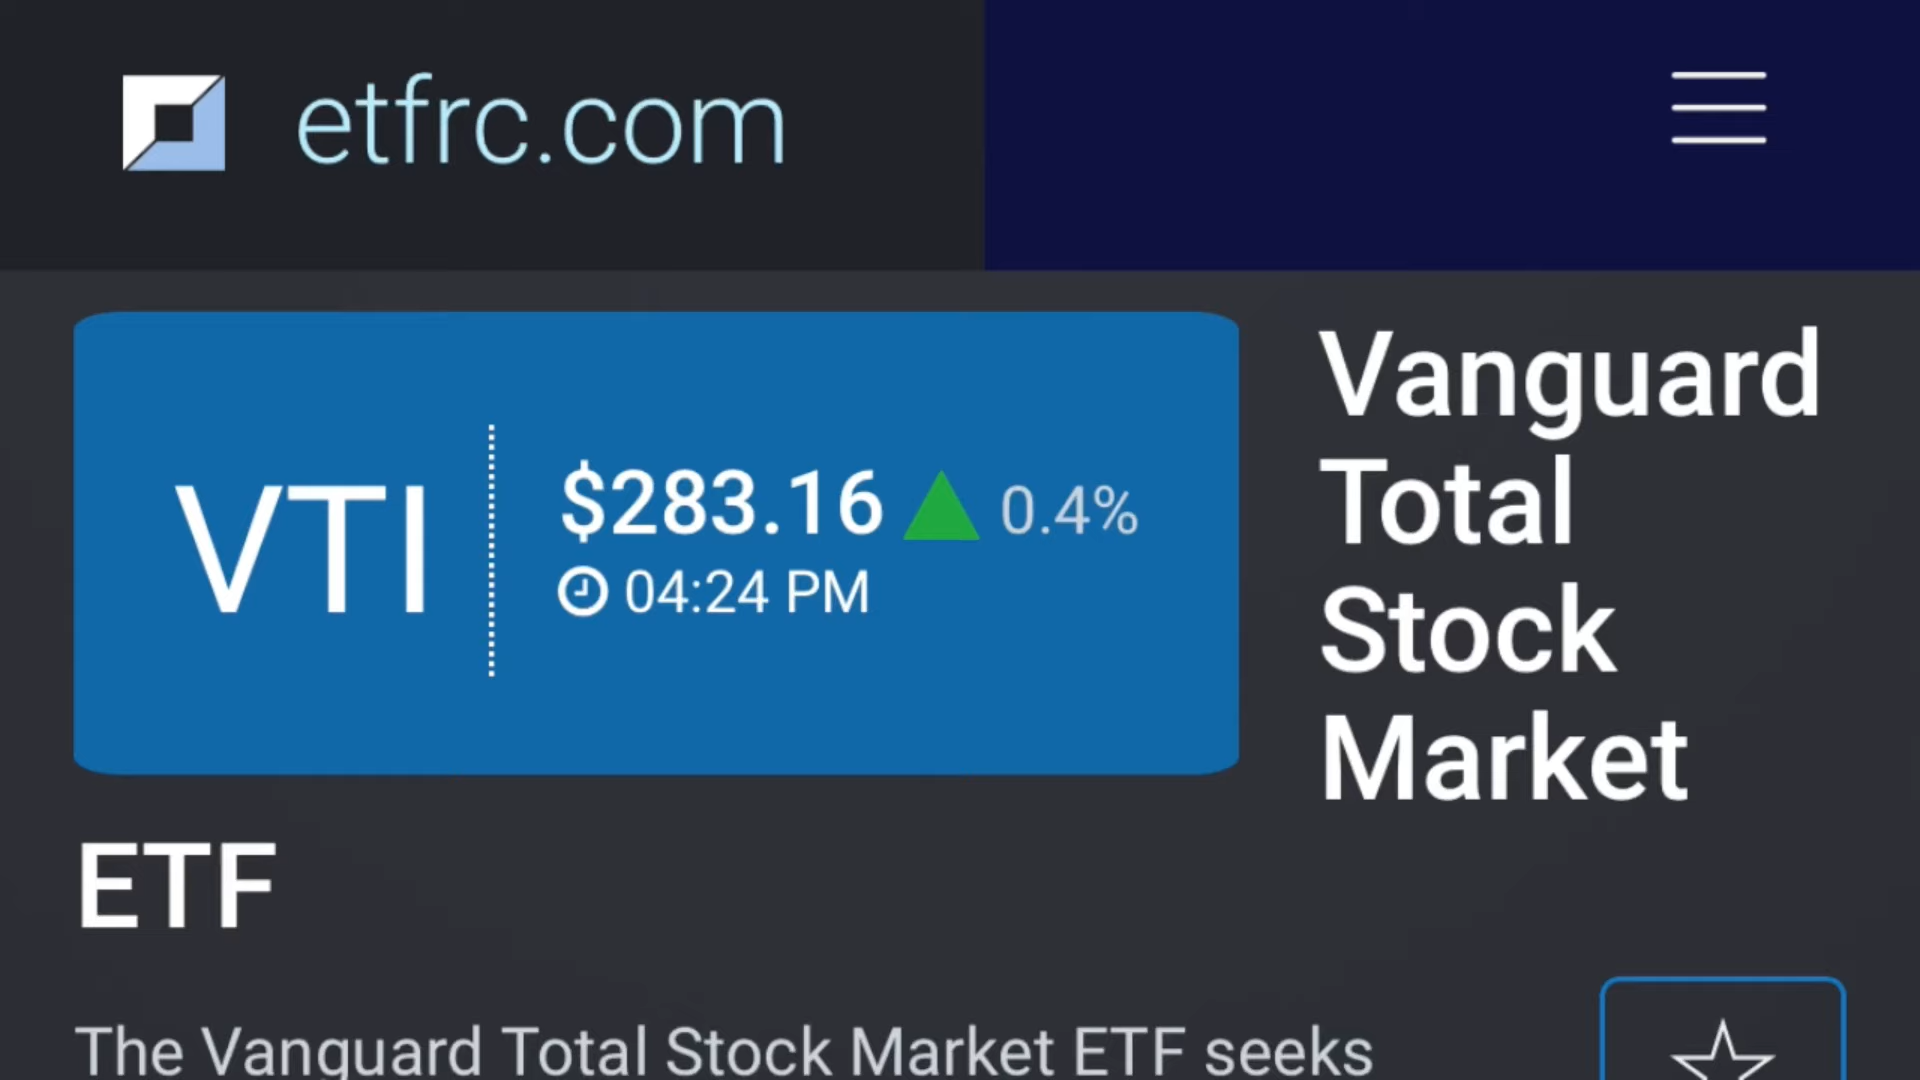 etfrc.com
VTI
$283.16 0.4%
04:24 PM
Vanguard
Total
Stock
Market
ETF
The Vanguard Total Stock Market ETF seeks